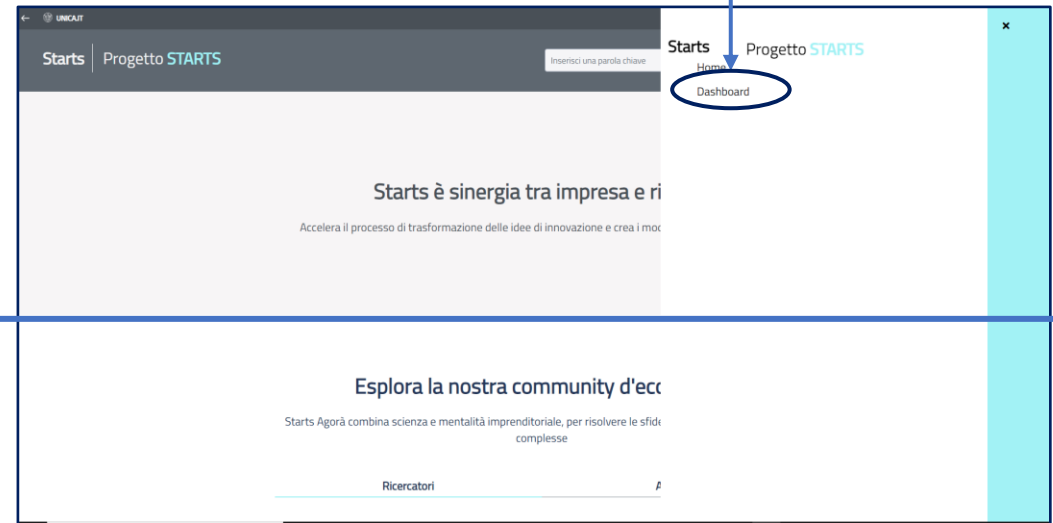 UNICA.IT
Starts Progetto STARTS
Inserisci una parola chiave
Starts Progetto STARTS
Home
Dashboard
×
Starts è sinergia tra impresa e ri
Accelera il processo di trasformazione delle idee di innovazione e crea i
Esplora la nostra community d'eco
Starts Agorà combina scienza e mentalità imprenditoriale, per risolvere le sfide
complesse
Ricercatori
A